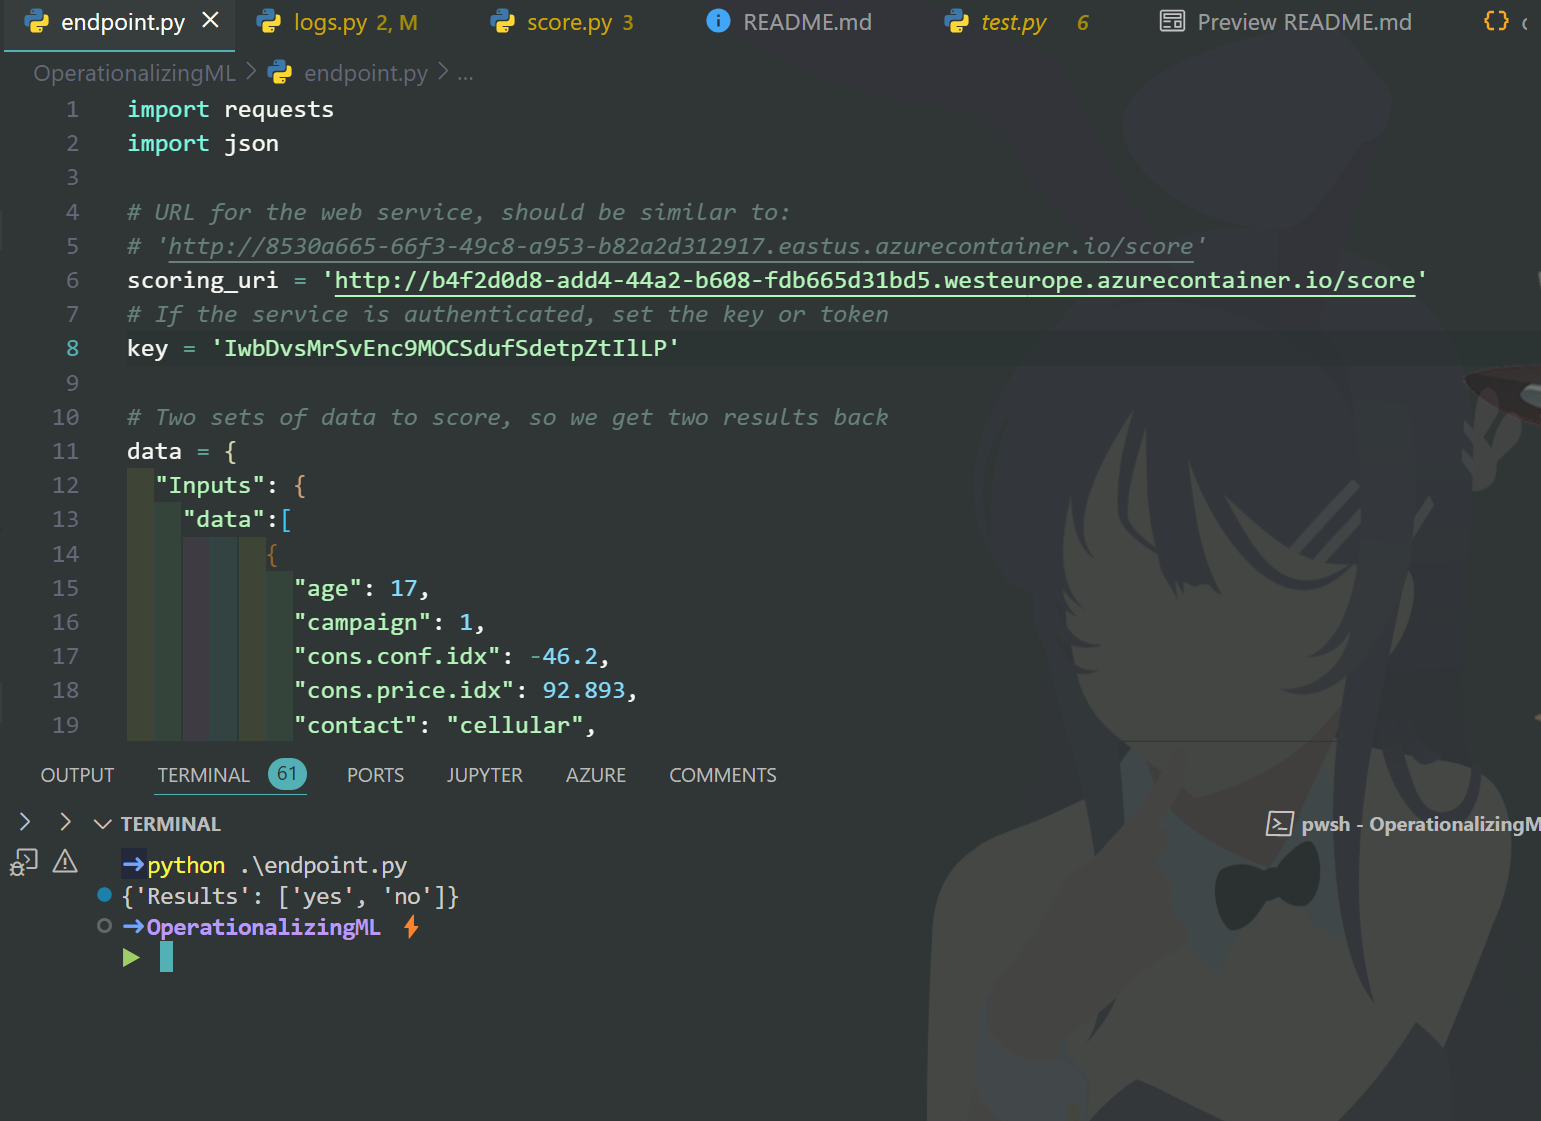 endpoint.py
logs.py 2, M
score.py 3
README.md
test.py 6
Preview README.md
OperationalizingML > endpoint.py > ...
1 import requests
2 import json
3
4 # URL for the web service, should be similar to:
5 # 'http://8530a665-66f3-49c8-a953-b82a2d312917.eastus.azurecontainer.io/score'
6 scoring_uri = 'http://b4f2d0d8-add4-44a2-b608-fdb665d31bd5.westeurope.azurecontainer.io/score'
7 # If the service is authenticated, set the key or token
8 key = 'IwbDvsMrSvEnc9MOCSdufSdetpZtIlLP'
9
10 # Two sets of data to score, so we get two results back
11 data = {
12 "Inputs": {
13 "data":[
14 {
15 "age": 17,
16 "campaign": 1,
17 "cons.conf.idx": -46.2,
18 "cons.price.idx": 92.893,
19 "contact": "cellular",
OUTPUT TERMINAL 61 PORTS JUPYTER AZURE COMMENTS
TERMINAL
pwsh - OperationalizingM
→python .\endpoint.py
{'Results': ['yes', 'no']}
→OperationalizingML